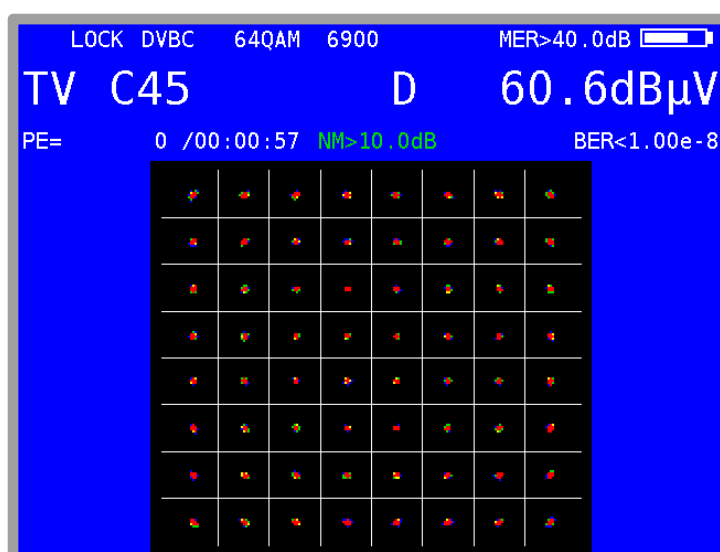 LOCK DVBC 64QAM 6900 MER>40.0dB
TV C45 D 60.6dBµV
PE= 0 /00:00:57 NM>10.0dB BER<1.00e-8